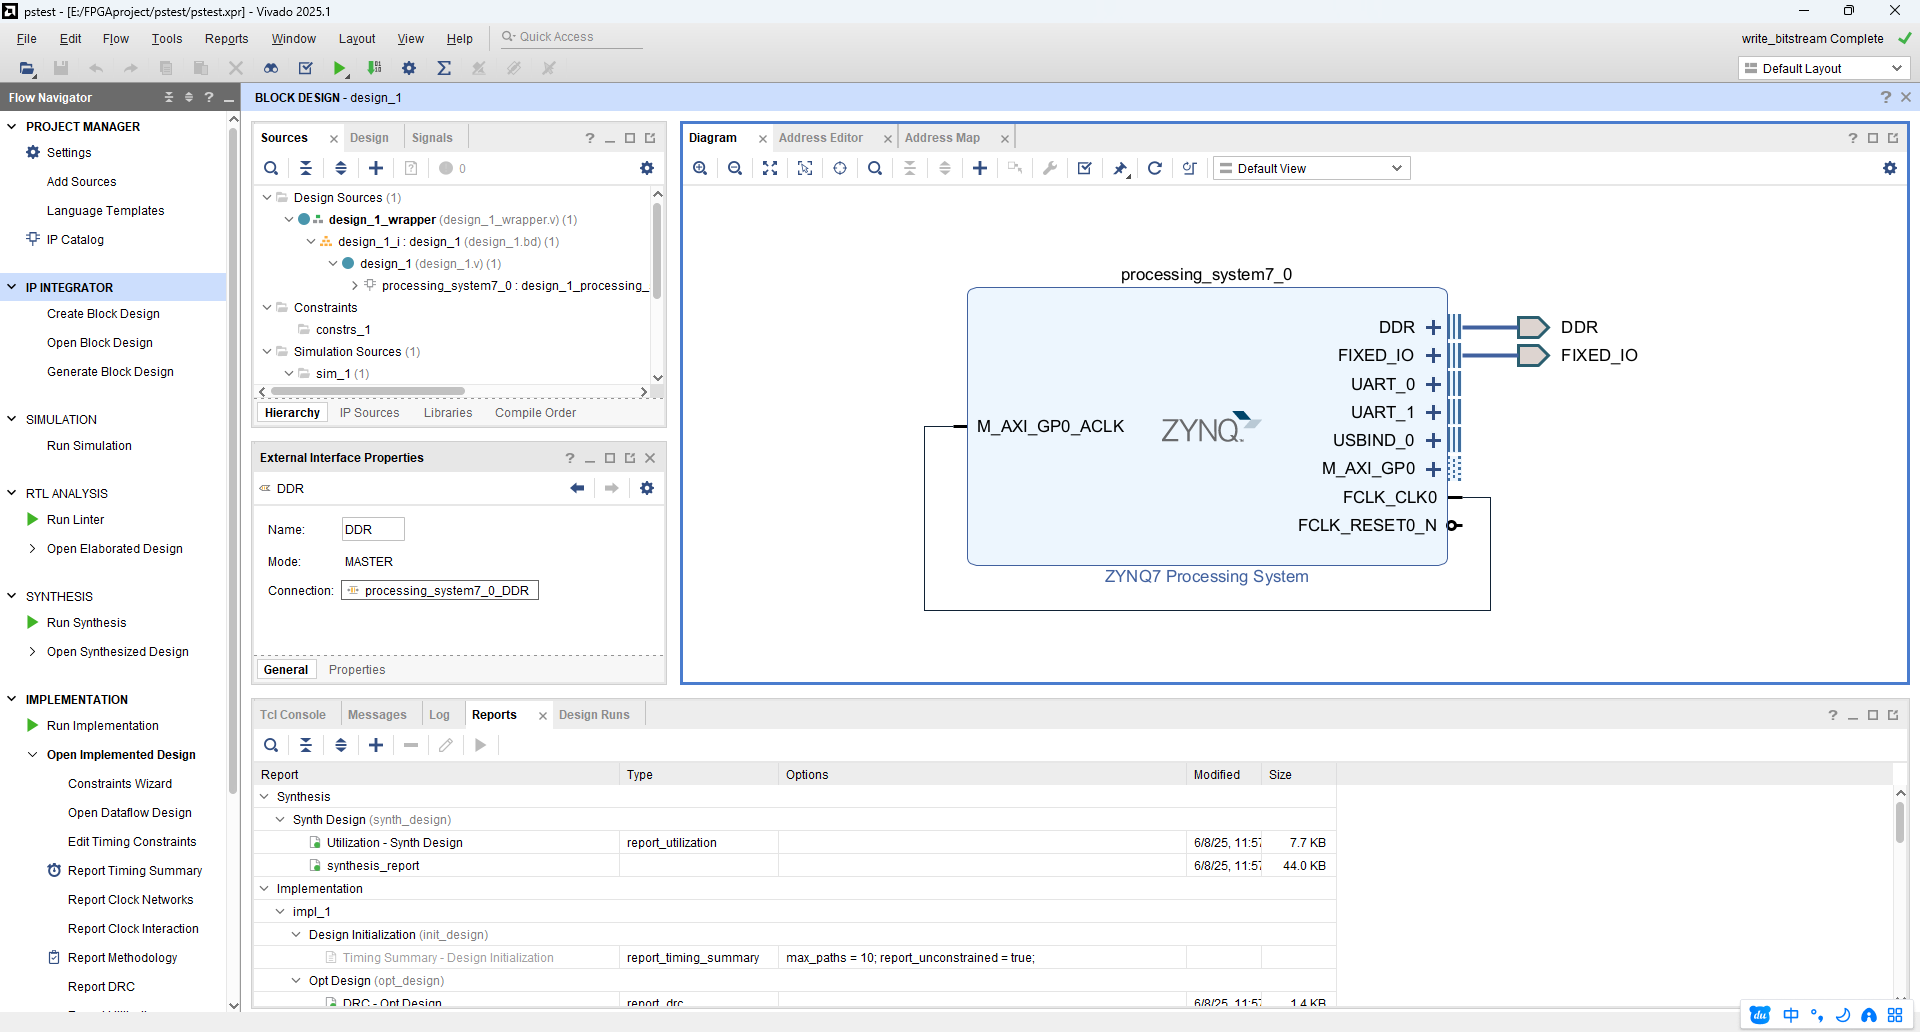 pstest - [E:/FPGAproject/pstest/pstest.xpr] - Vivado 2025.1
File Edit Flow Tools Reports Window Layout View Help Quick Access
write_bitstream Complete
Default Layout
Flow Navigator
PROJECT MANAGER
Settings
Add Sources
Language Templates
IP Catalog
IP INTEGRATOR
Create Block Design
Open Block Design
Generate Block Design
SIMULATION
Run Simulation
RTL ANALYSIS
Run Linter
Open Elaborated Design
SYNTHESIS
Run Synthesis
Open Synthesized Design
IMPLEMENTATION
Run Implementation
Open Implemented Design
Constraints Wizard
Open Dataflow Design
Edit Timing Constraints
Report Timing Summary
Report Clock Networks
Report Clock Interaction
Report Methodology
Report DRC
BLOCK DESIGN - design_1
Sources Design Signals
0
Design Sources (1)
design_1_wrapper (design_1_wrapper.v) (1)
design_1_i : design_1 (design_1.bd) (1)
design_1 (design_1.v) (1)
processing_system7_0 : design_1_processing_
Constraints
constrs_1
Simulation Sources (1)
sim_1 (1)
Hierarchy IP Sources Libraries Compile Order
External Interface Properties
DDR
Name: DDR
Mode: MASTER
Connection: processing_system7_0_DDR
General Properties
Diagram Address Editor Address Map
Default View
processing_system7_0
M_AXI_GP0_ACLK
ZYNQ
DDR
FIXED_IO
UART_0
UART_1
USBIND_0
M_AXI_GP0
FCLK_CLK0
FCLK_RESET0_N
DDR
FIXED_IO
ZYNQ7 Processing System
Tcl Console Messages Log Reports Design Runs
Report Type Options Modified Size
Synthesis
Synth Design (synth_design)
Utilization - Synth Design report_utilization 6/8/25, 11:57 7.7 KB
synthesis_report 6/8/25, 11:57 44.0 KB
Implementation
impl_1
Design Initialization (init_design)
Timing Summary - Design Initialization report_timing_summary max_paths = 10; report_unconstrained = true;
Opt Design (opt_design)
DRC - Opt Design report_drc 6/8/25, 11:57 1.4 KB
du 中